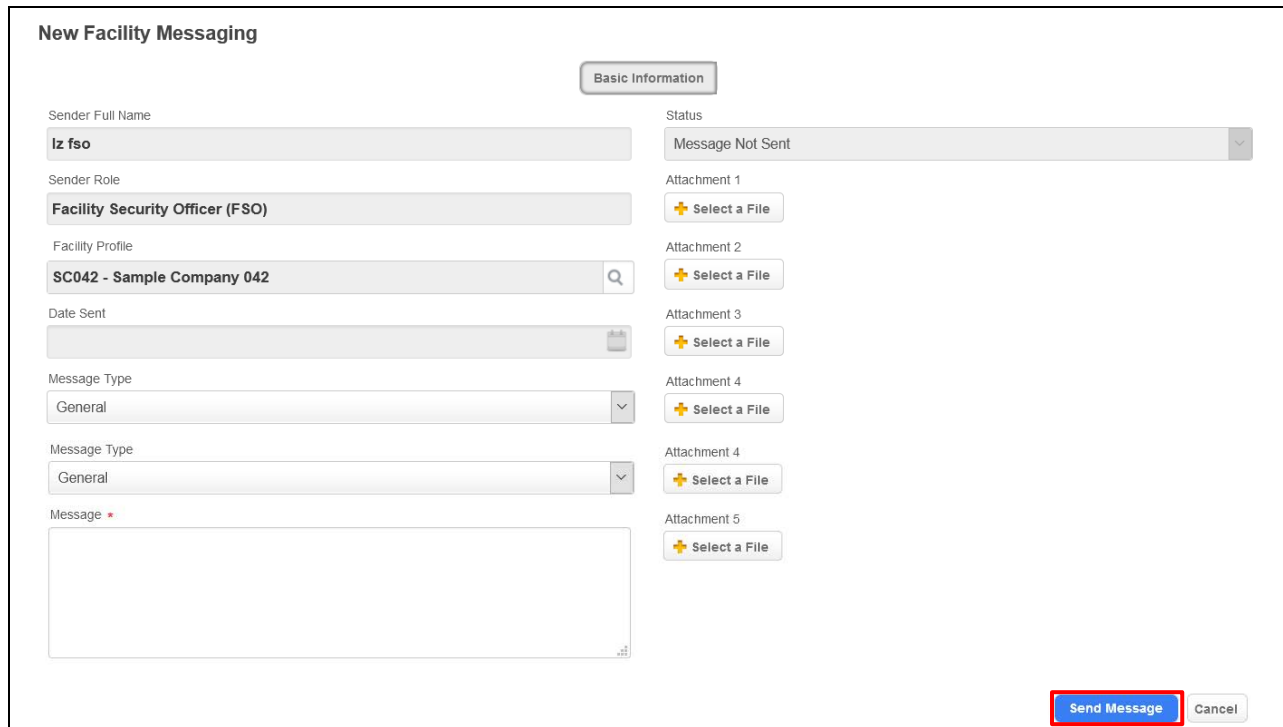 New Facility Messaging
Basic Information
Sender Full Name
lz fso
Sender Role
Facility Security Officer (FSO)
Facility Profile
SC042 - Sample Company 042
Date Sent
Message Type
General
Message Type
General
Message *
Status
Message Not Sent
Attachment 1
Select a File
Attachment 2
Select a File
Attachment 3
Select a File
Attachment 4
Select a File
Attachment 4
Select a File
Attachment 5
Select a File
Send Message
Cancel